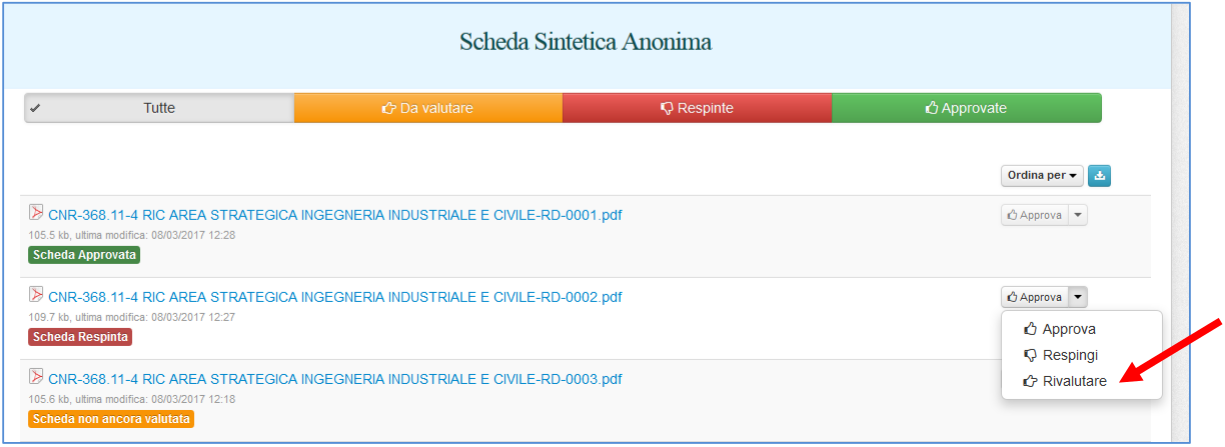 Scheda Sintetica Anonima
Tutte
Da valutare
Respinte
Approvate
Ordina per
CNR-368.11-4 RIC AREA STRATEGICA INGEGNERIA INDUSTRIALE E CIVILE-RD-0001.pdf
Approva
105.5 kb, ultima modifica: 08/03/2017 12:28
Scheda Approvata
CNR-368.11-4 RIC AREA STRATEGICA INGEGNERIA INDUSTRIALE E CIVILE-RD-0002.pdf
Approva
109.7 kb, ultima modifica: 08/03/2017 12:27
Scheda Respinta
Approva
Respingi
Rivalutare
CNR-368.11-4 RIC AREA STRATEGICA INGEGNERIA INDUSTRIALE E CIVILE-RD-0003.pdf
105.6 kb, ultima modifica: 08/03/2017 12:18
Scheda non ancora valutata